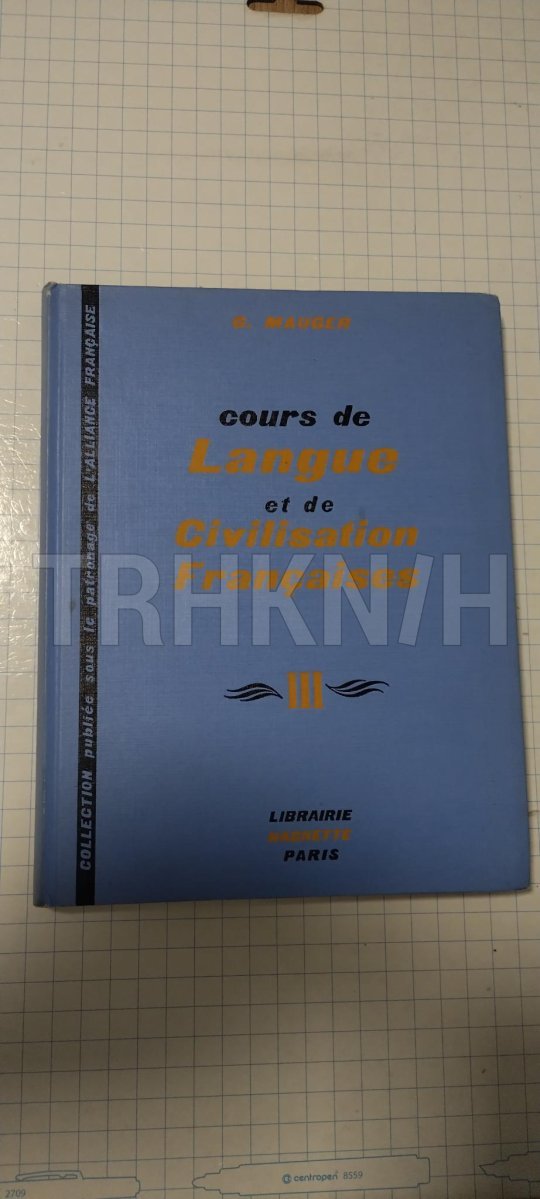 G. MAUGER
cours de
Langue
et de
Civilisation
Françaises
III
LIBRAIRIE
HACHETTE
PARIS
COLLECTION publiée sous le patronage de L'ALLIANCE FRANÇAISE
TRHKN/H
2709
centropen 8559